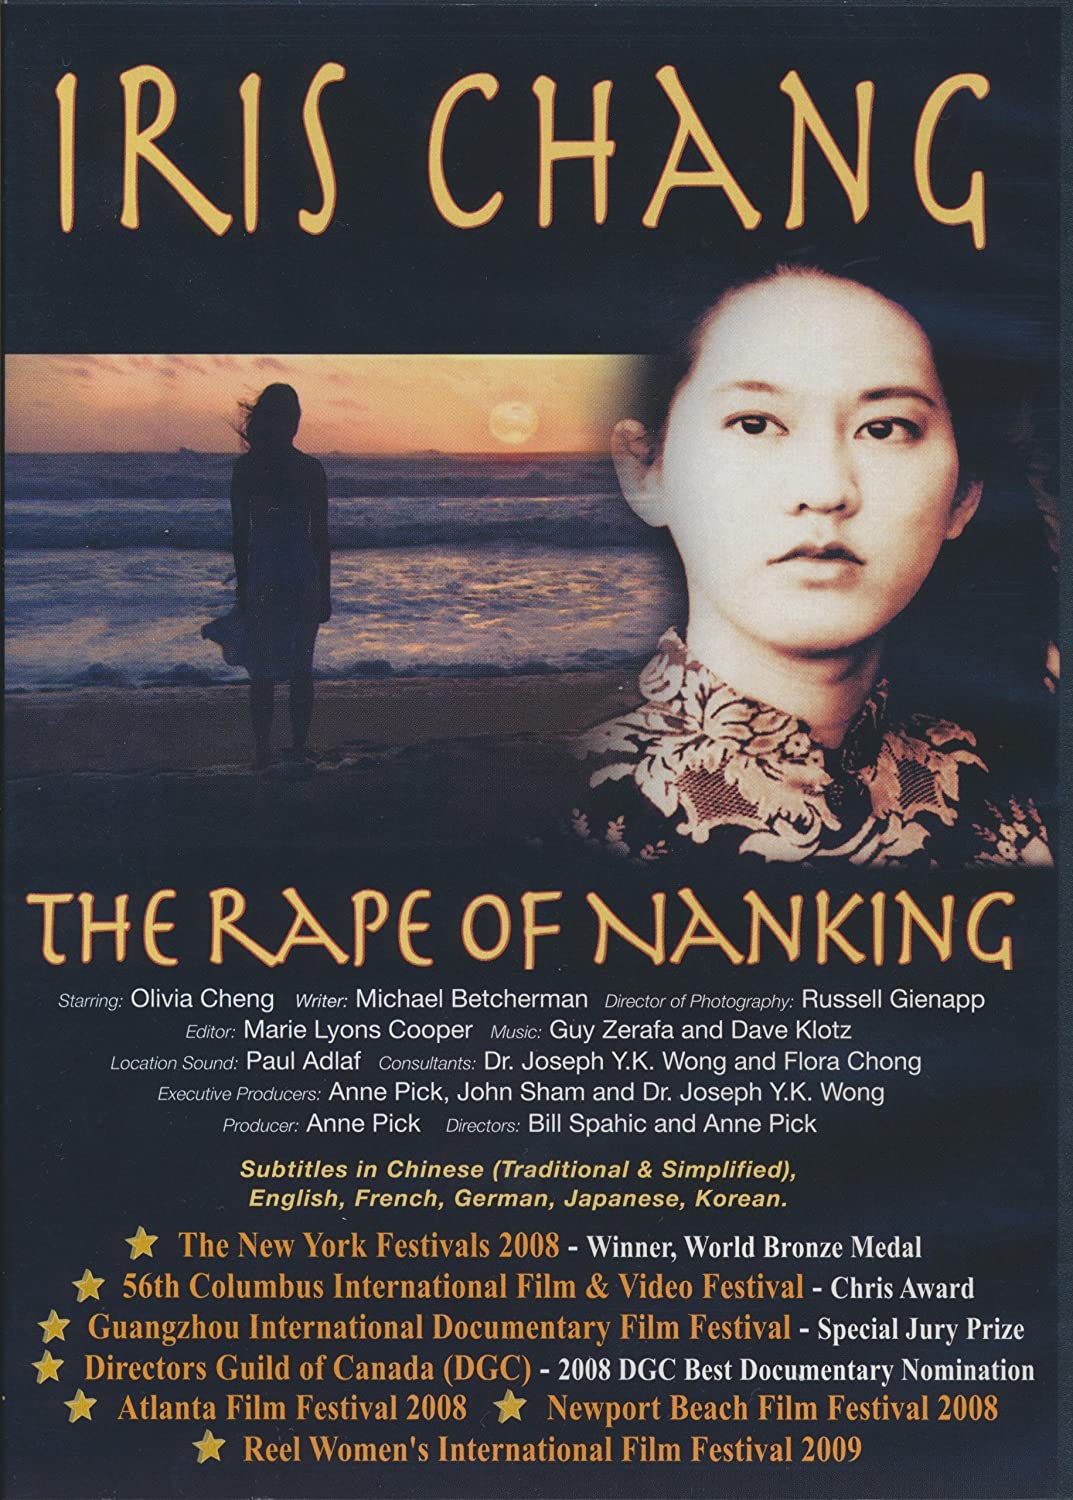 IRIS CHANG
THE RAPE OF NANKING
Starring: Olivia Cheng Writer: Michael Betcherman Director of Photography: Russell Gienapp
Editor: Marie Lyons Cooper Music: Guy Zerafa and Dave Klotz
Location Sound: Paul Adlaf Consultants: Dr. Joseph Y.K. Wong and Flora Chong
Executive Producers: Anne Pick, John Sham and Dr. Joseph Y.K. Wong
Producer: Anne Pick Directors: Bill Spahic and Anne Pick
Subtitles in Chinese (Traditional & Simplified),
English, French, German, Japanese, Korean.
The New York Festivals 2008 - Winner, World Bronze Medal
56th Columbus International Film & Video Festival - Chris Award
Guangzhou International Documentary Film Festival - Special Jury Prize
Directors Guild of Canada (DGC) - 2008 DGC Best Documentary Nomination
Atlanta Film Festival 2008 Newport Beach Film Festival 2008
Reel Women's International Film Festival 2009